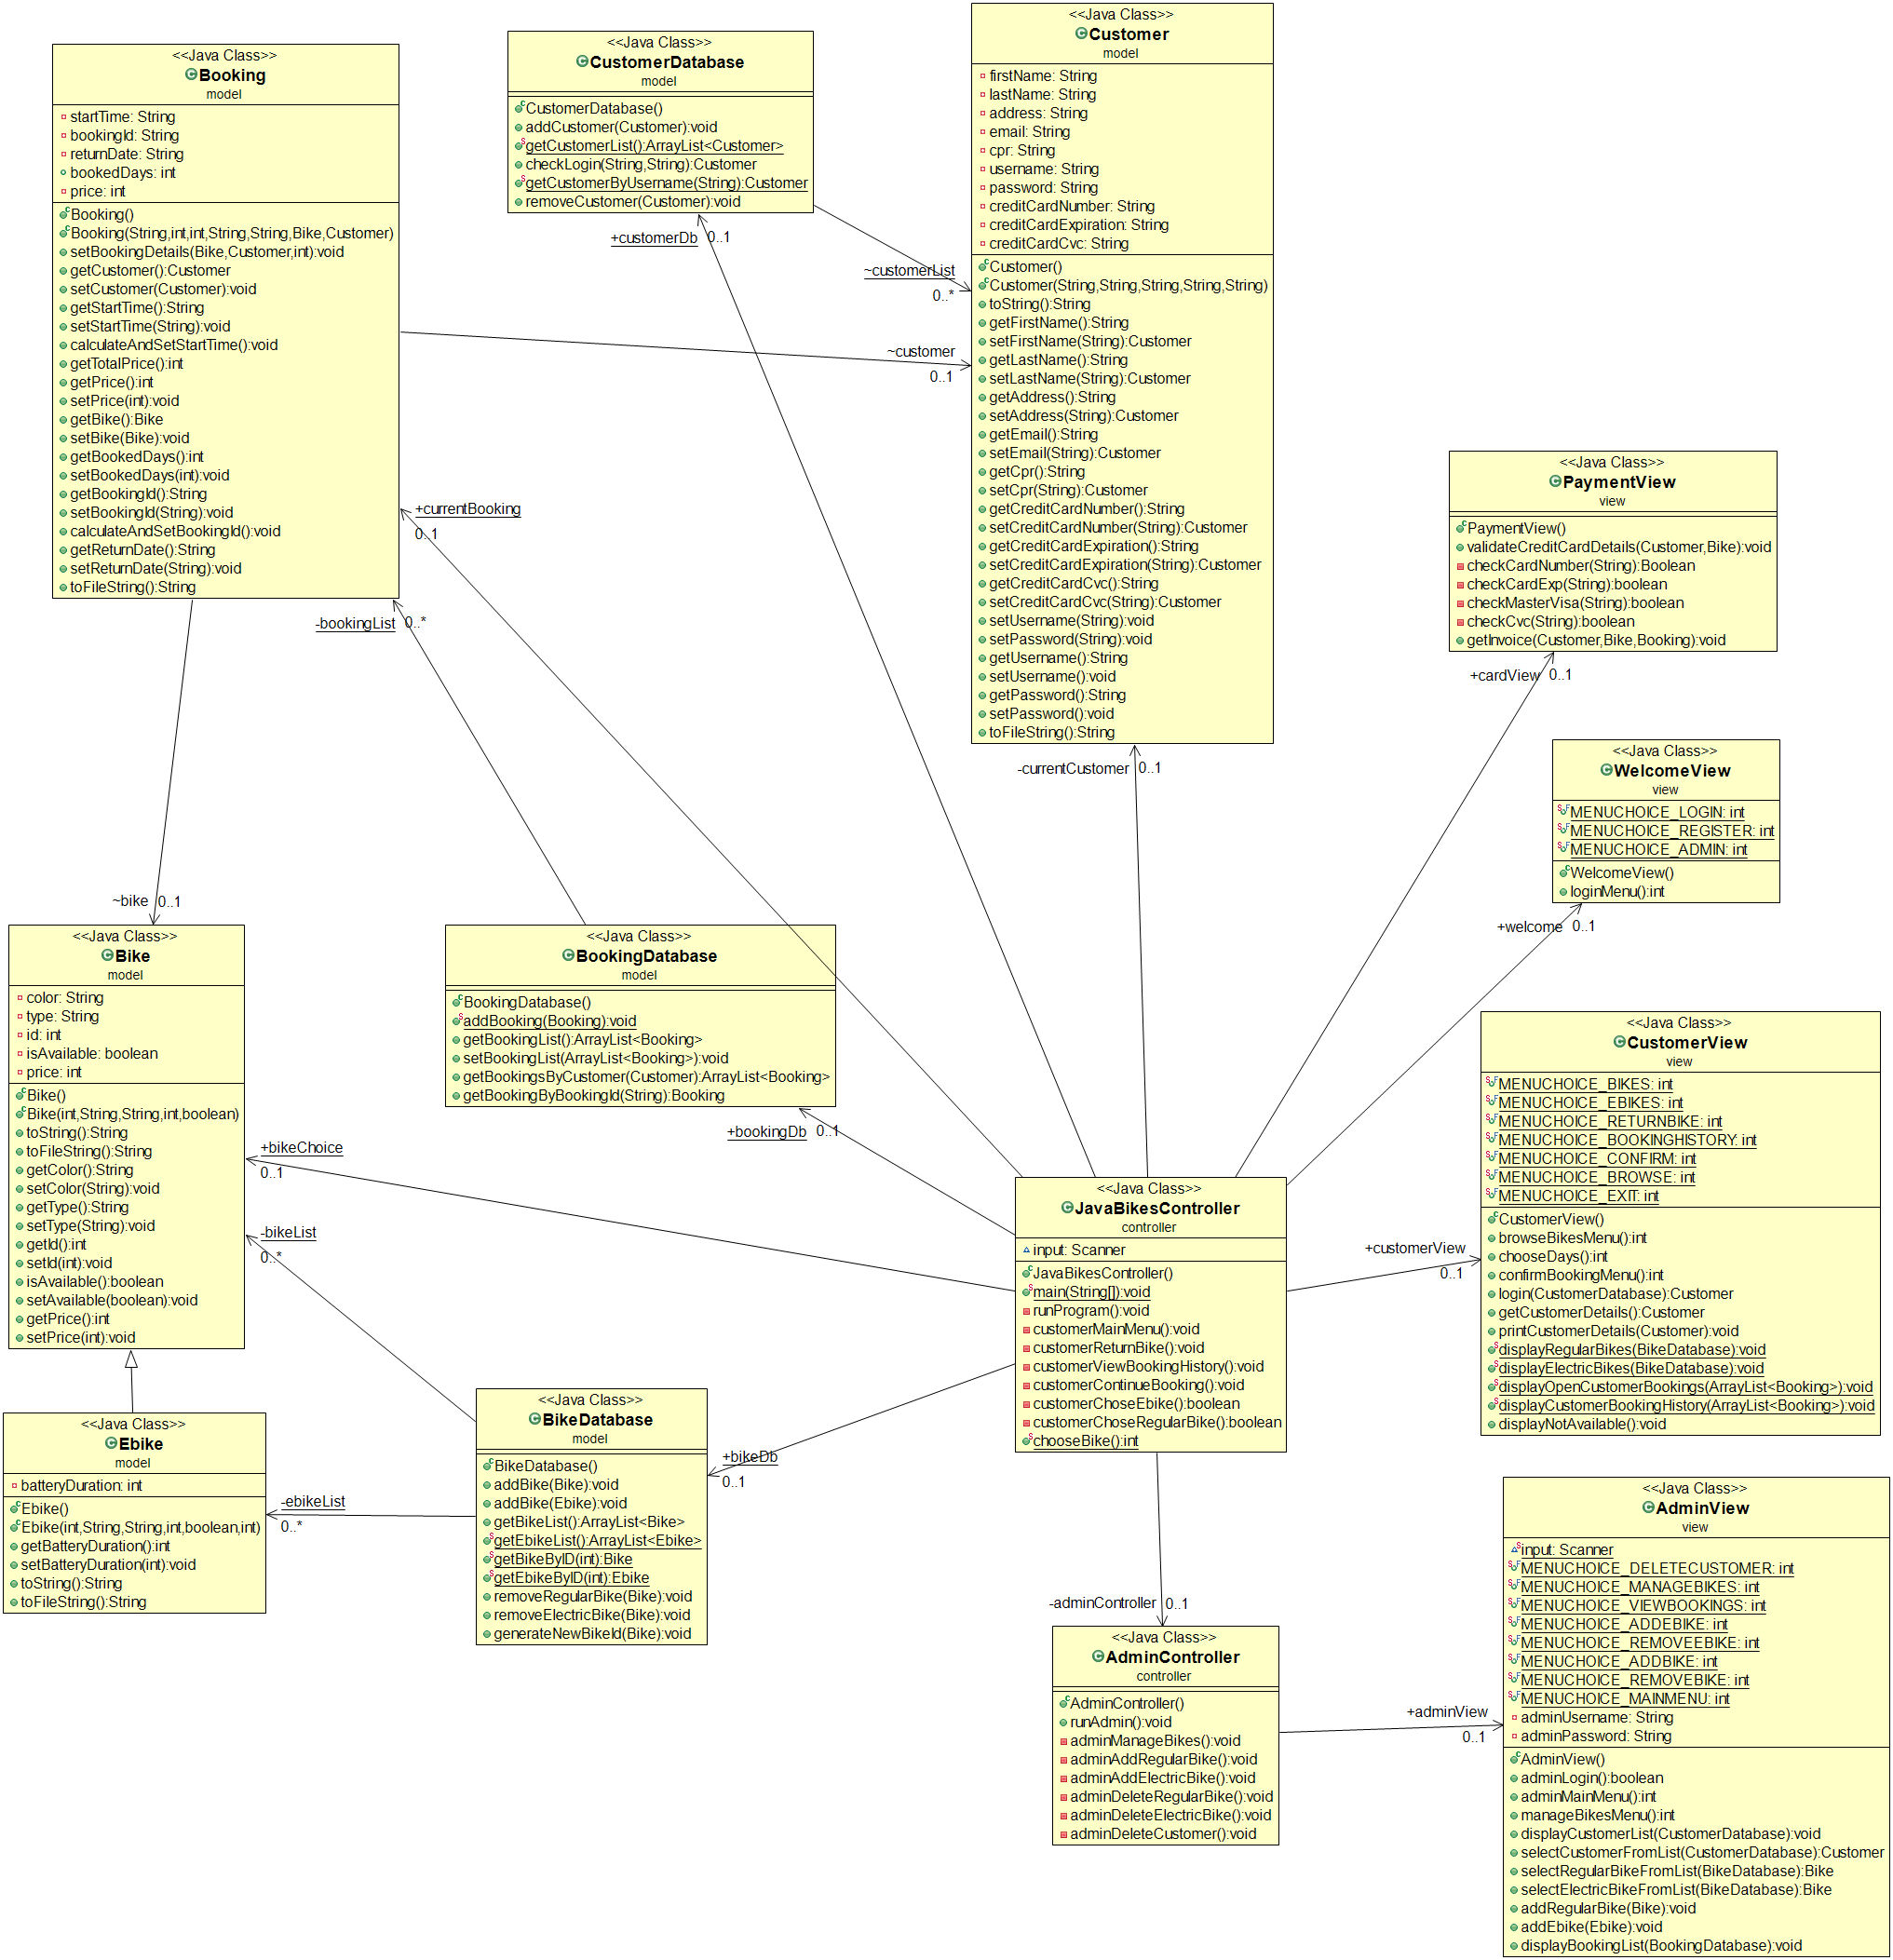 <<Java Class>>
Booking
model
startTime: String
bookingId: String
returnDate: String
bookedDays: int
price: int
Booking()
Booking(String,int,int,String,String,Bike,Customer)
setBookingDetails(Bike,Customer,int):void
getCustomer():Customer
setCustomer(Customer):void
getStartTime():String
setStartTime(String):void
calculateAndSetStartTime():void
getTotalPrice():int
getPrice():int
setPrice(int):void
getBike():Bike
setBike(Bike):void
getBookedDays():int
setBookedDays(int):void
getBookingId():String
setBookingId(String):void
calculateAndSetBookingId():void
getReturnDate():String
setReturnDate(String):void
toFileString():String
<<Java Class>>
CustomerDatabase
model
CustomerDatabase()
addCustomer(Customer):void
getCustomerList():ArrayList<Customer>
checkLogin(String,String):Customer
getCustomerByUsername(String):Customer
removeCustomer(Customer):void
+customerDb 0..1
~customerList
0..*
~customer
0..1
+currentBooking
0..1
-bookingList 0..*
<<Java Class>>
Customer
model
firstName: String
lastName: String
address: String
email: String
cpr: String
username: String
password: String
creditCardNumber: String
creditCardExpiration: String
creditCardCvc: String
Customer()
Customer(String,String,String,String,String)
toString():String
getFirstName():String
setFirstName(String):Customer
getLastName():String
setLastName(String):Customer
getAddress():String
setAddress(String):Customer
getEmail():String
setEmail(String):Customer
getCpr():String
setCpr(String):Customer
getCreditCardNumber():String
setCreditCardNumber(String):Customer
getCreditCardExpiration():String
setCreditCardExpiration(String):Customer
getCreditCardCvc():String
setCreditCardCvc(String):Customer
setUsername(String):void
setPassword(String):void
getUsername():String
setUsername():void
getPassword():String
setPassword():void
toFileString():String
-currentCustomer 0..1
<<Java Class>>
PaymentView
view
PaymentView()
validateCreditCardDetails(Customer,Bike):void
checkCardNumber(String):Boolean
checkCardExp(String):boolean
checkMasterVisa(String):boolean
checkCvc(String):boolean
getInvoice(Customer,Bike,Booking):void
+cardView 0..1
<<Java Class>>
WelcomeView
view
MENUCHOICE_LOGIN: int
MENUCHOICE_REGISTER: int
MENUCHOICE_ADMIN: int
WelcomeView()
loginMenu():int
+welcome 0..1
~bike 0..1
<<Java Class>>
Bike
model
color: String
type: String
id: int
isAvailable: boolean
price: int
Bike()
Bike(int,String,String,int,boolean)
toString():String
toFileString():String
getColor():String
setColor(String):void
getType():String
setType(String):void
getId():int
setId(int):void
isAvailable():boolean
setAvailable(boolean):void
getPrice():int
setPrice(int):void
<<Java Class>>
BookingDatabase
model
BookingDatabase()
addBooking(Booking):void
getBookingList():ArrayList<Booking>
setBookingList(ArrayList<Booking>):void
getBookingsByCustomer(Customer):ArrayList<Booking>
getBookingByBookingId(String):Booking
+bookingDb 0..1
+bikeChoice
0..1
-bikeList
0..*
<<Java Class>>
JavaBikesController
controller
input: Scanner
JavaBikesController()
main(String[]):void
runProgram():void
customerMainMenu():void
customerReturnBike():void
customerViewBookingHistory():void
customerContinueBooking():void
customerChoseEbike():boolean
customerChoseRegularBike():boolean
chooseBike():int
+customerView
0..1
<<Java Class>>
CustomerView
view
MENUCHOICE_BIKES: int
MENUCHOICE_EBIKES: int
MENUCHOICE_RETURNBIKE: int
MENUCHOICE_BOOKINGHISTORY: int
MENUCHOICE_CONFIRM: int
MENUCHOICE_BROWSE: int
MENUCHOICE_EXIT: int
CustomerView()
browseBikesMenu():int
chooseDays():int
confirmBookingMenu():int
login(CustomerDatabase):Customer
getCustomerDetails():Customer
printCustomerDetails(Customer):void
displayRegularBikes(BikeDatabase):void
displayElectricBikes(BikeDatabase):void
displayOpenCustomerBookings(ArrayList<Booking>):void
displayCustomerBookingHistory(ArrayList<Booking>):void
displayNotAvailable():void
<<Java Class>>
Ebike
model
batteryDuration: int
Ebike()
Ebike(int,String,String,int,boolean,int)
getBatteryDuration():int
setBatteryDuration(int):void
toString():String
toFileString():String
-ebikeList
0..*
<<Java Class>>
BikeDatabase
model
BikeDatabase()
addBike(Bike):void
addBike(Ebike):void
getBikeList():ArrayList<Bike>
getEbikeList():ArrayList<Ebike>
getBikeByID(int):Bike
getEbikeByID(int):Ebike
removeRegularBike(Bike):void
removeElectricBike(Bike):void
generateNewBikeId(Bike):void
+bikeDb
0..1
-adminController 0..1
<<Java Class>>
AdminController
controller
AdminController()
runAdmin():void
adminManageBikes():void
adminAddRegularBike():void
adminAddElectricBike():void
adminDeleteRegularBike():void
adminDeleteElectricBike():void
adminDeleteCustomer():void
+adminView
0..1
<<Java Class>>
AdminView
view
input: Scanner
MENUCHOICE_DELETECUSTOMER: int
MENUCHOICE_MANAGEBIKES: int
MENUCHOICE_VIEWBOOKINGS: int
MENUCHOICE_ADDEBIKE: int
MENUCHOICE_REMOVEEBIKE: int
MENUCHOICE_ADDBIKE: int
MENUCHOICE_REMOVEBIKE: int
MENUCHOICE_MAINMENU: int
adminUsername: String
adminPassword: String
AdminView()
adminLogin():boolean
adminMainMenu():int
manageBikesMenu():int
displayCustomerList(CustomerDatabase):void
selectCustomerFromList(CustomerDatabase):Customer
selectRegularBikeFromList(BikeDatabase):Bike
selectElectricBikeFromList(BikeDatabase):Bike
addRegularBike(Bike):void
addEbike(Ebike):void
displayBookingList(BookingDatabase):void